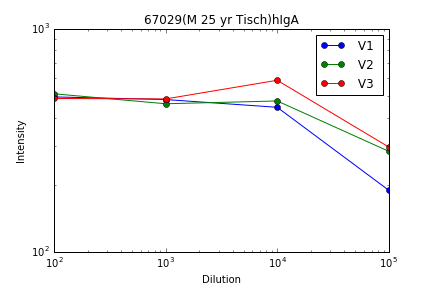 67029(M 25 yr Tisch)hIgA
10³
V1
V2
V3
Intensity
10²
10² 10³ 10⁴ 10⁵
Dilution